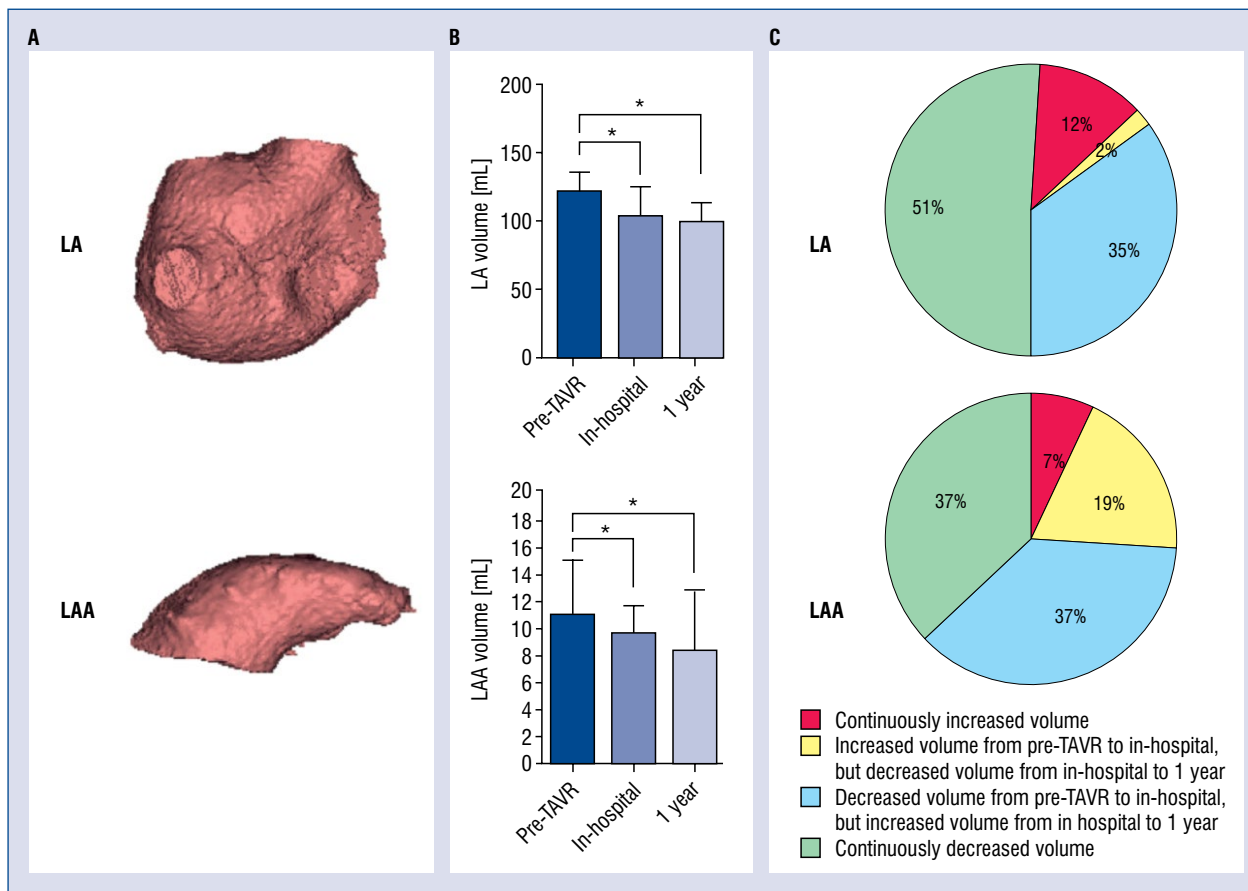 A
LA
LAA
B
200
150
100
50
0
LA volume [mL]
*
*
Pre-TAVR
In-hospital
1 year
20
18
16
14
12
10
8
6
4
2
0
LAA volume [mL]
*
*
Pre-TAVR
In-hospital
1 year
C
LA
12%
2%
35%
51%
LAA
7%
19%
37%
37%
Continuously increased volume
Increased volume from pre-TAVR to in-hospital,
but decreased volume from in-hospital to 1 year
Decreased volume from pre-TAVR to in-hospital,
but increased volume from in hospital to 1 year
Continuously decreased volume